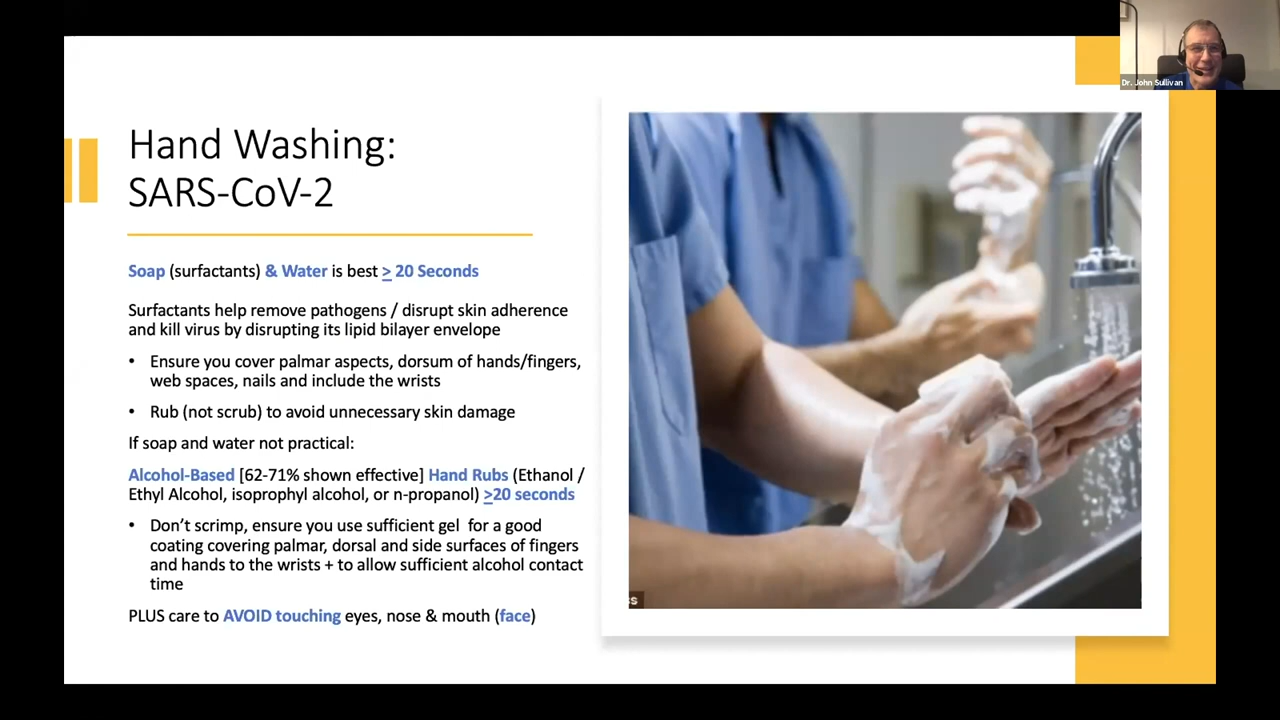 Dr. John Sullivan
Hand Washing:
SARS-CoV-2
Soap (surfactants) & Water is best > 20 Seconds
Surfactants help remove pathogens / disrupt skin adherence
and kill virus by disrupting its lipid bilayer envelope
• Ensure you cover palmar aspects, dorsum of hands/fingers,
web spaces, nails and include the wrists
• Rub (not scrub) to avoid unnecessary skin damage
If soap and water not practical:
Alcohol-Based [62-71% shown effective] Hand Rubs (Ethanol /
Ethyl Alcohol, isoprophyl alcohol, or n-propanol) >20 seconds
• Don't scrimp, ensure you use sufficient gel for a good
coating covering palmar, dorsal and side surfaces of fingers
and hands to the wrists + to allow sufficient alcohol contact
time
PLUS care to AVOID touching eyes, nose & mouth (face)